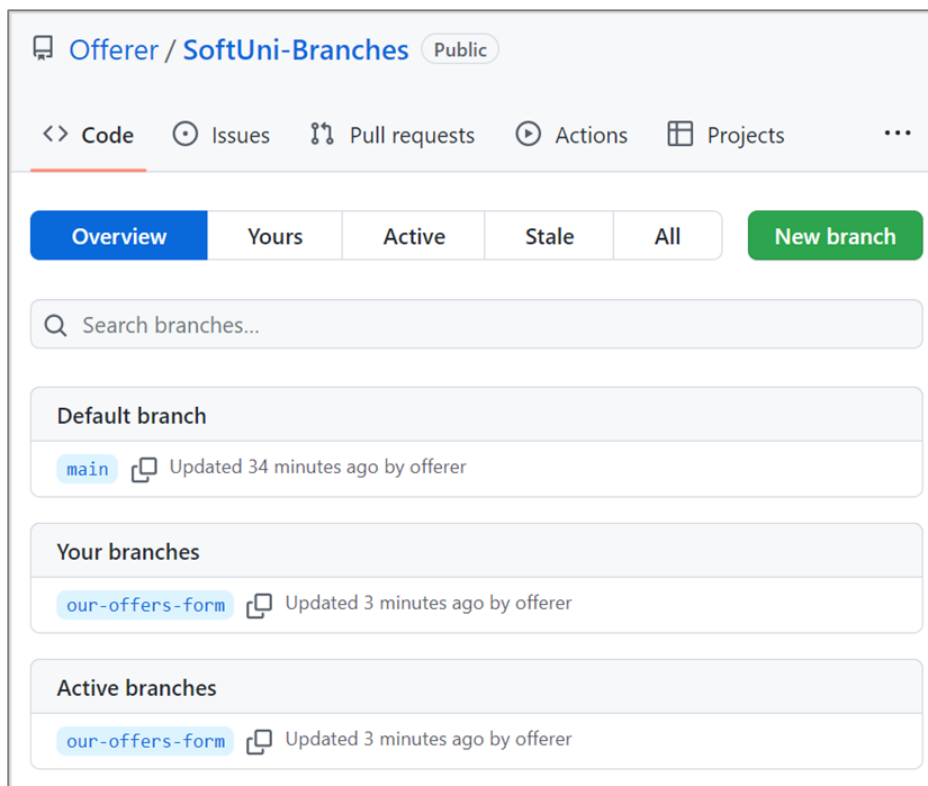 Offerer / SoftUni-Branches Public
Code Issues Pull requests Actions Projects ...
Overview Yours Active Stale All New branch
Search branches...
Default branch
main Updated 34 minutes ago by offerer
Your branches
our-offers-form Updated 3 minutes ago by offerer
Active branches
our-offers-form Updated 3 minutes ago by offerer